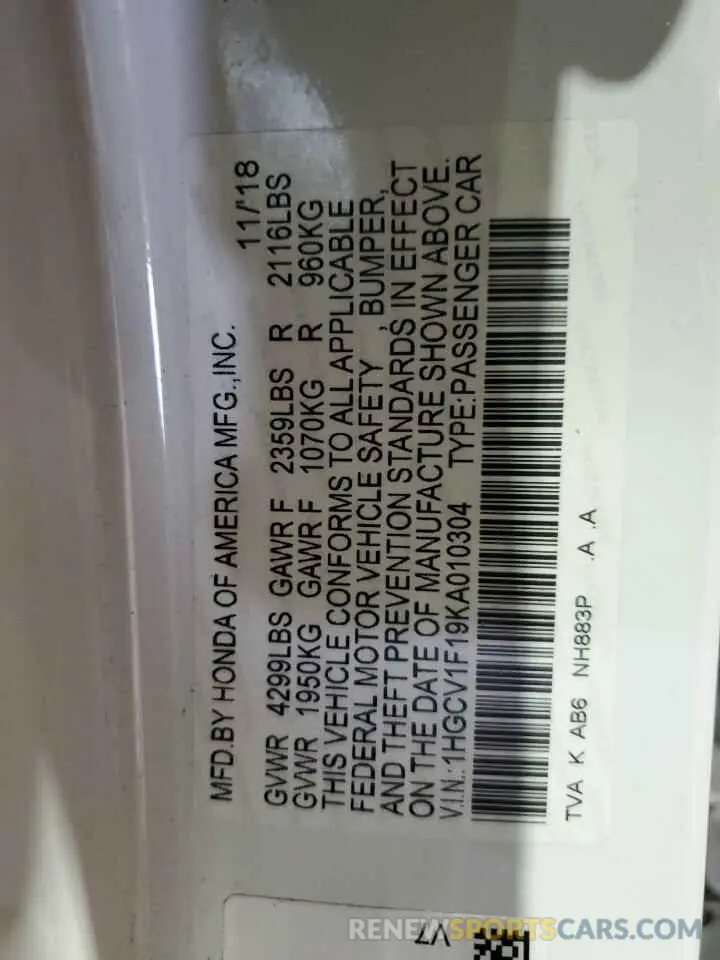 MFD.BY HONDA OF AMERICA MFG.,INC. 11/'18
GVWR 4299LBS GAWR F 2359LBS R 2116LBS
GVWR 1950KG GAWR F 1070KG R 960KG
THIS VEHICLE CONFORMS TO ALL APPLICABLE
FEDERAL MOTOR VEHICLE SAFETY , BUMPER,
AND THEFT PREVENTION STANDARDS IN EFFECT
ON THE DATE OF MANUFACTURE SHOWN ABOVE.
V.I.N.:1HGCV1F19KA010304 TYPE:PASSENGER CAR
TVA K AB6 NH883P .A .A
V7
RENEWSPORTSCARS.COM